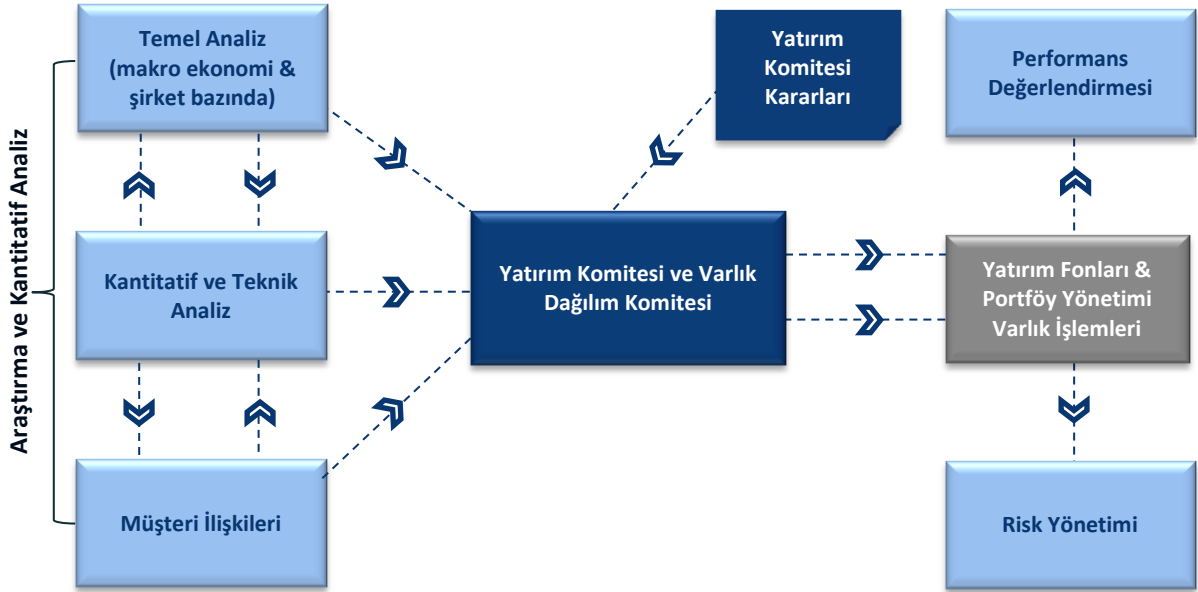 Araştırma ve Kantitatif Analiz
Temel Analiz
(makro ekonomi &
şirket bazında)
Kantitatif ve Teknik
Analiz
Müşteri İlişkileri
Yatırım
Komitesi
Kararları
Yatırım Komitesi ve Varlık
Dağılım Komitesi
Performans
Değerlendirmesi
Yatırım Fonları &
Portföy Yönetimi
Varlık İşlemleri
Risk Yönetimi